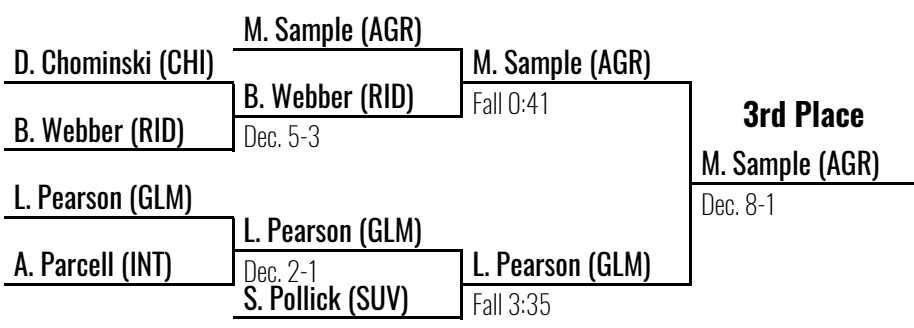 M. Sample (AGR)
D. Chominski (CHI)
M. Sample (AGR)
B. Webber (RID)
Fall 0:41
3rd Place
B. Webber (RID)
Dec. 5-3
M. Sample (AGR)
L. Pearson (GLM)
Dec. 8-1
L. Pearson (GLM)
A. Parcell (INT)
Dec. 2-1
L. Pearson (GLM)
S. Pollick (SUV)
Fall 3:35